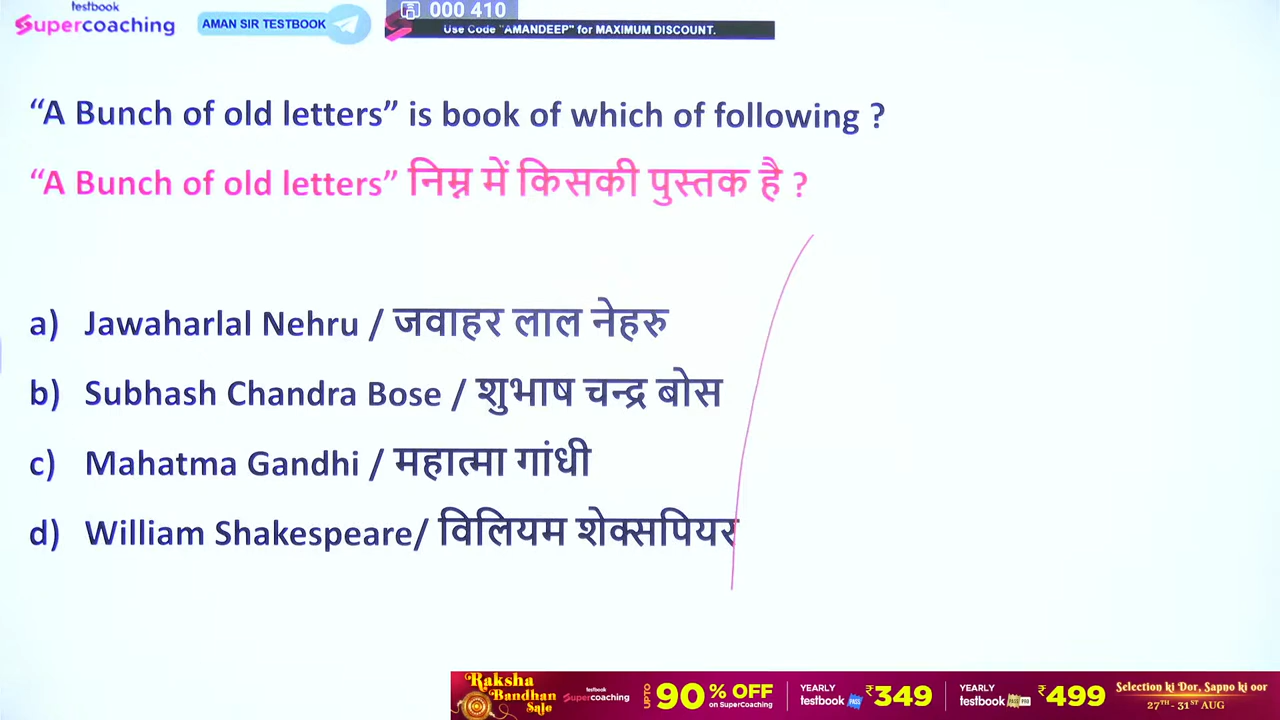 testbook
Supercoaching
AMAN SIR TESTBOOK
000 410
Use Code "AMANDEEP" for MAXIMUM DISCOUNT.
“A Bunch of old letters” is book of which of following ?
“A Bunch of old letters” निम्न में किसकी पुस्तक है ?
a) Jawaharlal Nehru / जवाहर लाल नेहरु
b) Subhash Chandra Bose / शुभाष चन्द्र बोस
c) Mahatma Gandhi / महात्मा गांधी
d) William Shakespeare/ विलियम शेक्सपियर
Raksha Bandhan Sale
testbook Supercoaching
UPTO 90% OFF on SuperCoaching
YEARLY testbook PASS ₹349
YEARLY testbook PASS PRO ₹499
Selection ki Dor, Sapno ki oor
27TH - 31ST AUG